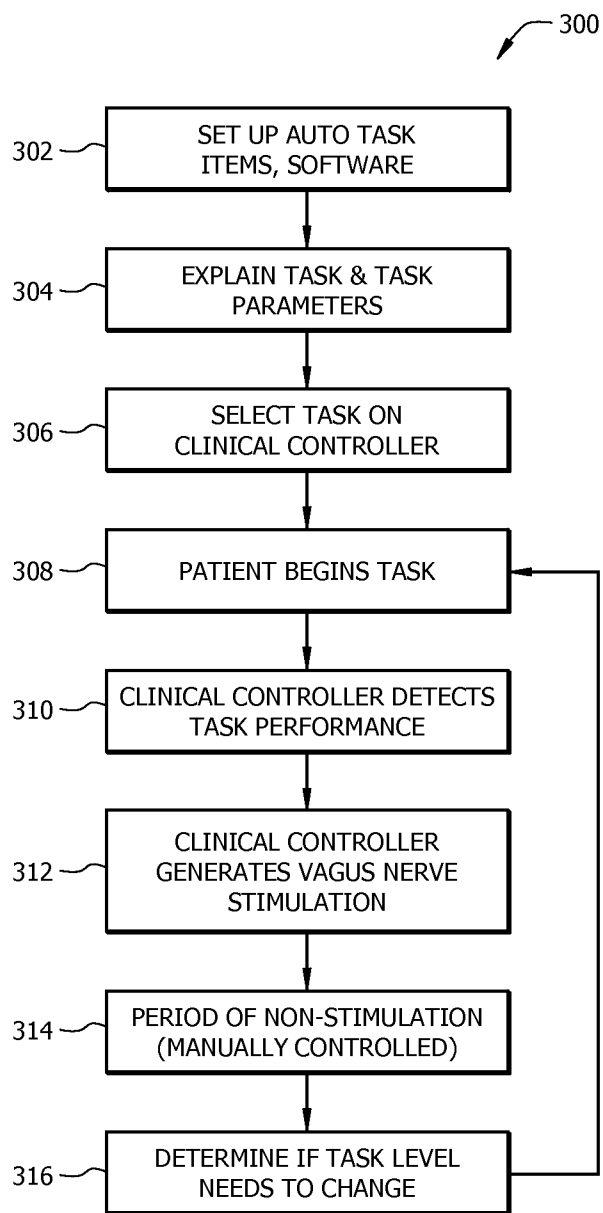 300
302
SET UP AUTO TASK
ITEMS, SOFTWARE
304
EXPLAIN TASK & TASK
PARAMETERS
306
SELECT TASK ON
CLINICAL CONTROLLER
308
PATIENT BEGINS TASK
310
CLINICAL CONTROLLER DETECTS
TASK PERFORMANCE
312
CLINICAL CONTROLLER
GENERATES VAGUS NERVE
STIMULATION
314
PERIOD OF NON-STIMULATION
(MANUALLY CONTROLLED)
316
DETERMINE IF TASK LEVEL
NEEDS TO CHANGE